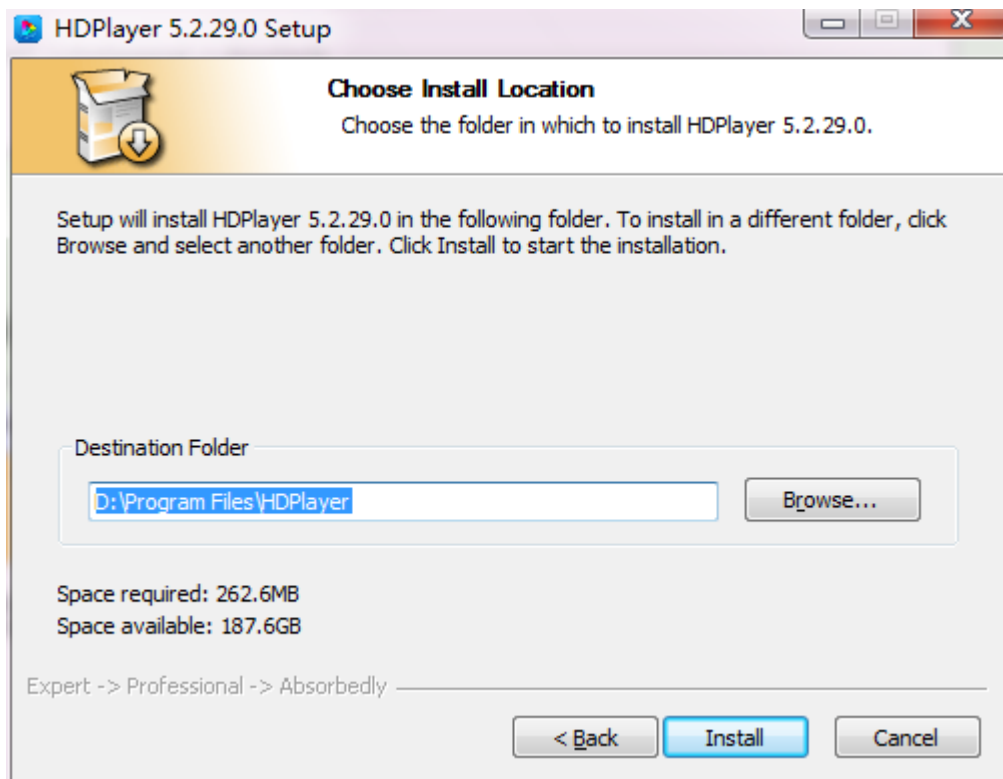 HDPlayer 5.2.29.0 Setup
Choose Install Location
Choose the folder in which to install HDPlayer 5.2.29.0.
Setup will install HDPlayer 5.2.29.0 in the following folder. To install in a different folder, click
Browse and select another folder. Click Install to start the installation.
Destination Folder
D:\Program Files\HDPlayer
Browse...
Space required: 262.6MB
Space available: 187.6GB
Expert -> Professional -> Absorbedly
< Back
Install
Cancel